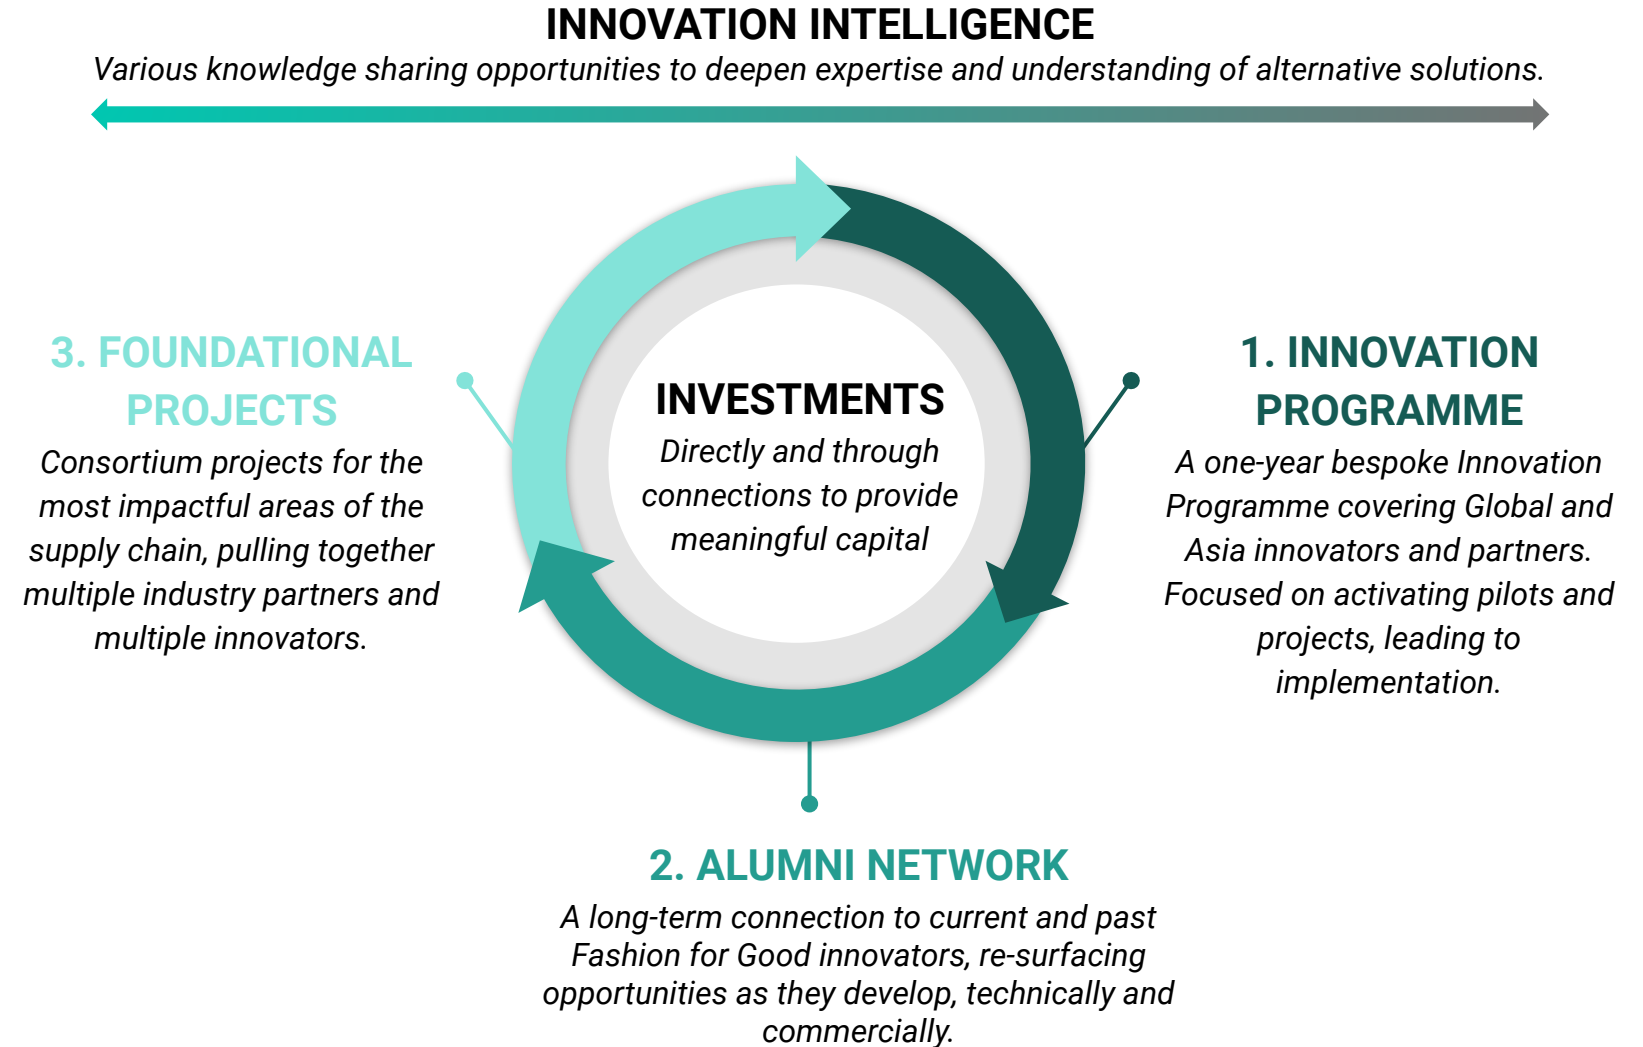 INNOVATION INTELLIGENCE
Various knowledge sharing opportunities to deepen expertise and understanding of alternative solutions.
3. FOUNDATIONAL
PROJECTS
Consortium projects for the
most impactful areas of the
supply chain, pulling together
multiple industry partners and
multiple innovators.
INVESTMENTS
Directly and through
connections to provide
meaningful capital
1. INNOVATION
PROGRAMME
A one-year bespoke Innovation
Programme covering Global and
Asia innovators and partners.
Focused on activating pilots and
projects, leading to
implementation.
2. ALUMNI NETWORK
A long-term connection to current and past
Fashion for Good innovators, re-surfacing
opportunities as they develop, technically and
commercially.